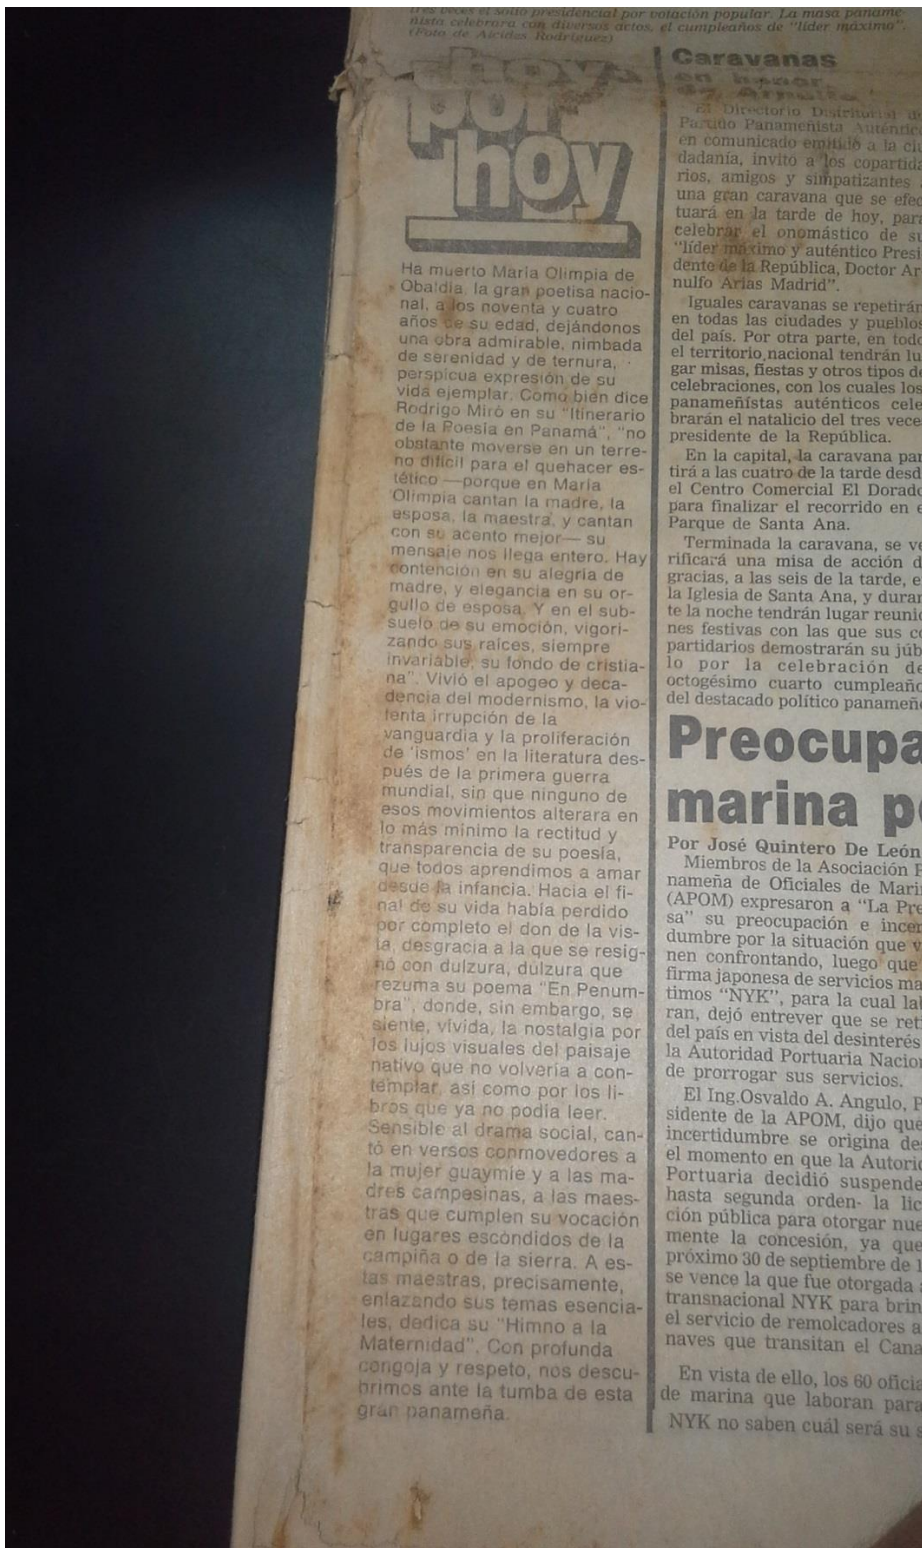 tres veces el solio presidencial por votación popular. La masa paname-
ñista celebrara con diversos actos, el cumpleaños de "líder máximo".
(Foto de Alcides Rodríguez)
hoy
por
hoy
Ha muerto María Olimpia de
Obaldía, la gran poetisa nacio-
nal, a los noventa y cuatro
años de su edad, dejándonos
una obra admirable, nimbada
de serenidad y de ternura,
perspicua expresión de su
vida ejemplar. Como bien dice
Rodrigo Miró en su "Itinerario
de la Poesía en Panamá", "no
obstante moverse en un terre-
no difícil para el quehacer es-
tético —porque en María
Olimpia cantan la madre, la
esposa, la maestra, y cantan
con su acento mejor— su
mensaje nos llega entero. Hay
contención en su alegría de
madre, y elegancia en su or-
gullo de esposa. Y en el sub-
suelo de su emoción, vigori-
zando sus raíces, siempre
invariable, su fondo de cristia-
na". Vivió el apogeo y deca-
dencia del modernismo, la vio-
lenta irrupción de la
vanguardia y la proliferación
de 'ismos' en la literatura des-
pués de la primera guerra
mundial, sin que ninguno de
esos movimientos alterara en
lo más mínimo la rectitud y
transparencia de su poesía,
que todos aprendimos a amar
desde la infancia. Hacia el fi-
nal de su vida había perdido
por completo el don de la vis-
ta, desgracia a la que se resig-
nó con dulzura, dulzura que
rezuma su poema "En Penum-
bra", donde, sin embargo, se
siente, vívida, la nostalgia por
los lujos visuales del paisaje
nativo que no volvería a con-
templar, así como por los li-
bros que ya no podía leer.
Sensible al drama social, can-
tó en versos conmovedores a
la mujer guaymíe y a las ma-
dres campesinas, a las maes-
tras que cumplen su vocación
en lugares escondidos de la
campiña o de la sierra. A es-
tas maestras, precisamente,
enlazando sus temas esencia-
les, dedica su "Himno a la
Maternidad". Con profunda
congoja y respeto, nos descu-
brimos ante la tumba de esta
gran panameña.
Caravanas
en honor
de Arnulfo
El Directorio Distritorial de
Partido Panameñista Auténtic
en comunicado emitido a la ciu
dadanía, invitó a los copartida
rios, amigos y simpatizantes
una gran caravana que se efec
tuará en la tarde de hoy, para
celebrar el onomástico de su
"líder máximo y auténtico Presi
dente de la República, Doctor Ar
nulfo Arias Madrid".
Iguales caravanas se repetirán
en todas las ciudades y pueblos
del país. Por otra parte, en todo
el territorio nacional tendrán lu
gar misas, fiestas y otros tipos de
celebraciones, con los cuales los
panameñístas auténticos cele
brarán el natalicio del tres vece
presidente de la República.
En la capital, la caravana par
tirá a las cuatro de la tarde desd
el Centro Comercial El Dorado
para finalizar el recorrido en e
Parque de Santa Ana.
Terminada la caravana, se ve
rificará una misa de acción d
gracias, a las seis de la tarde, e
la Iglesia de Santa Ana, y duran
te la noche tendrán lugar reunio
nes festivas con las que sus co
partidarios demostrarán su júb
lo por la celebración de
octogésimo cuarto cumpleaño
del destacado político panameñ
Preocupa
marina p
Por José Quintero De León
Miembros de la Asociación P
nameña de Oficiales de Mari
(APOM) expresaron a "La Pre
sa" su preocupación e incer
dumbre por la situación que v
nen confrontando, luego que
firma japonesa de servicios ma
timos "NYK", para la cual lab
ran, dejó entrever que se reti
del país en vista del desinterés
la Autoridad Portuaria Nacion
de prorrogar sus servicios.
El Ing.Osvaldo A. Angulo, P
sidente de la APOM, dijo que
incertidumbre se origina des
el momento en que la Autorid
Portuaria decidió suspende
hasta segunda orden- la lic
ción pública para otorgar nue
mente la concesión, ya que
próximo 30 de septiembre de 1
se vence la que fue otorgada a
transnacional NYK para brin
el servicio de remolcadores a
naves que transitan el Cana
En vista de ello, los 60 oficia
de marina que laboran para
NYK no saben cuál será su s